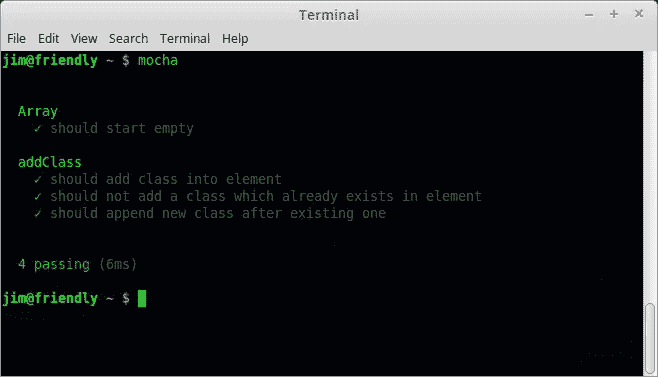 Terminal
File Edit View Search Terminal Help
jim@friendly ~ $ mocha
Array
✓ should start empty
addClass
✓ should add class into element
✓ should not add a class which already exists in element
✓ should append new class after existing one
4 passing (6ms)
jim@friendly ~ $